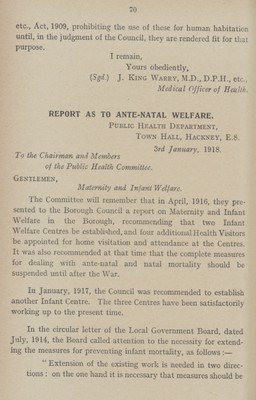 70
etc., Act, 1909, prohibiting the use of these for human habitation
until, in the judgment of the Council, they are rendered fit for that
purpose.
I remain,
Yours obediently,
(Sgd.) J. King Warry, M.D., D.P.H., etc..
Medical Officer of Health.
REPORT AS TO ANTE-NATAL WELFARE.
Public Health Department,
Town Hall, Hackney, E.8.
3rd January, 1918.
To the Chairman and Members
of the Public Health Committee.
Gentlemen,
Maternity and Infant Welfare.
The Committee will remember that in April, 1916, they pre-
sented to the Borough Council a report on Maternity and Infant
Welfare in the Borough, recommending that two Infant
Welfare Centres be established, and four additional Health Visitors
be appointed for home visitation and attendance at the Centres.
It was also recommended at that time that the complete measures
for dealing with ante-natal and natal mortality should be
suspended until after the War.
In January, 1917, the Council was recommended to establish
another Infant Centre. The three Centres have been satisfactorily
working up to the present time.
In the circular letter of the Local Government Board, dated
July, 1914, the Board called attention to the necessity for extend-
ing the measures for preventing infant mortality, as follows :—
" Extension of the existing work is needed in two direc-
tions : on the one hand it is necessary that measures should be